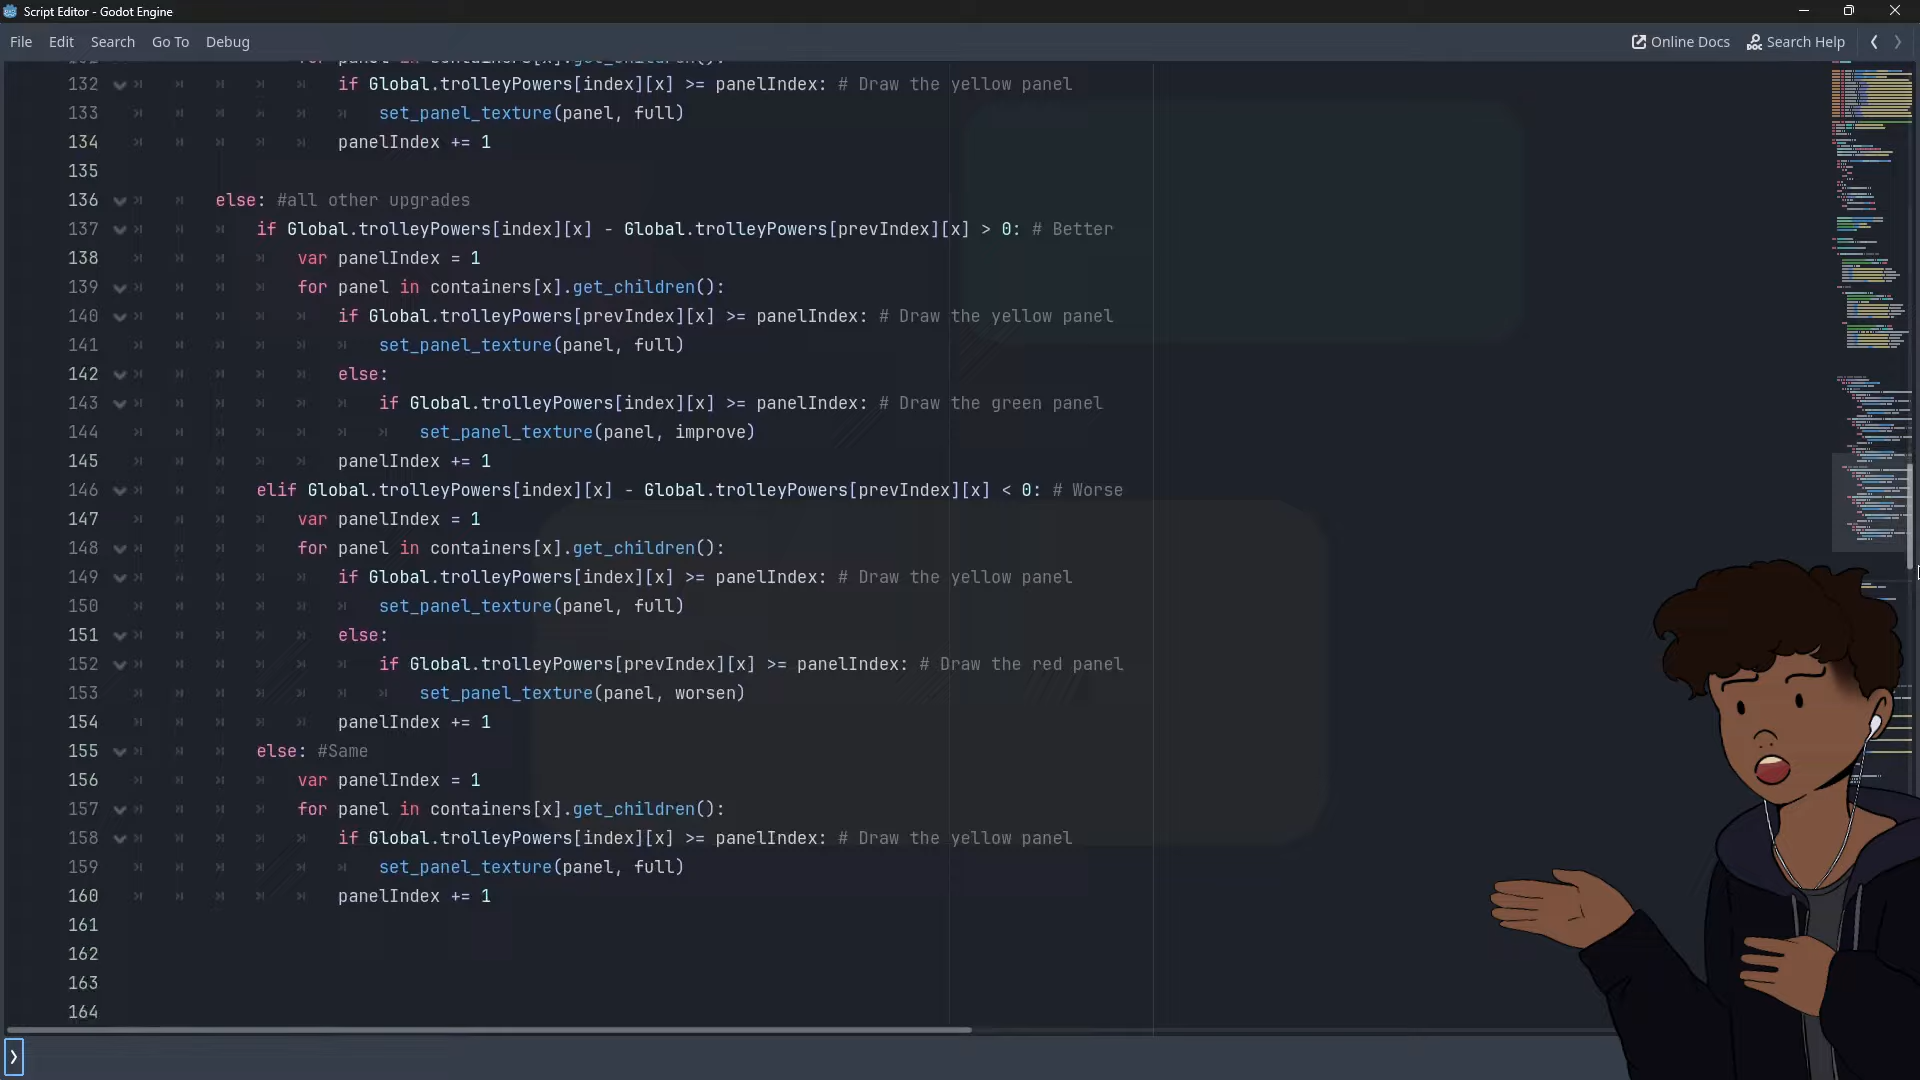 Script Editor - Godot Engine
File Edit Search Go To Debug Online Docs Search Help
132 if Global.trolleyPowers[index][x] >= panelIndex: # Draw the yellow panel
133 set_panel_texture(panel, full)
134 panelIndex += 1
135
136 else: #all other upgrades
137 if Global.trolleyPowers[index][x] - Global.trolleyPowers[prevIndex][x] > 0: # Better
138 var panelIndex = 1
139 for panel in containers[x].get_children():
140 if Global.trolleyPowers[prevIndex][x] >= panelIndex: # Draw the yellow panel
141 set_panel_texture(panel, full)
142 else:
143 if Global.trolleyPowers[index][x] >= panelIndex: # Draw the green panel
144 set_panel_texture(panel, improve)
145 panelIndex += 1
146 elif Global.trolleyPowers[index][x] - Global.trolleyPowers[prevIndex][x] < 0: # Worse
147 var panelIndex = 1
148 for panel in containers[x].get_children():
149 if Global.trolleyPowers[index][x] >= panelIndex: # Draw the yellow panel
150 set_panel_texture(panel, full)
151 else:
152 if Global.trolleyPowers[prevIndex][x] >= panelIndex: # Draw the red panel
153 set_panel_texture(panel, worsen)
154 panelIndex += 1
155 else: #Same
156 var panelIndex = 1
157 for panel in containers[x].get_children():
158 if Global.trolleyPowers[index][x] >= panelIndex: # Draw the yellow panel
159 set_panel_texture(panel, full)
160 panelIndex += 1
161
162
163
164